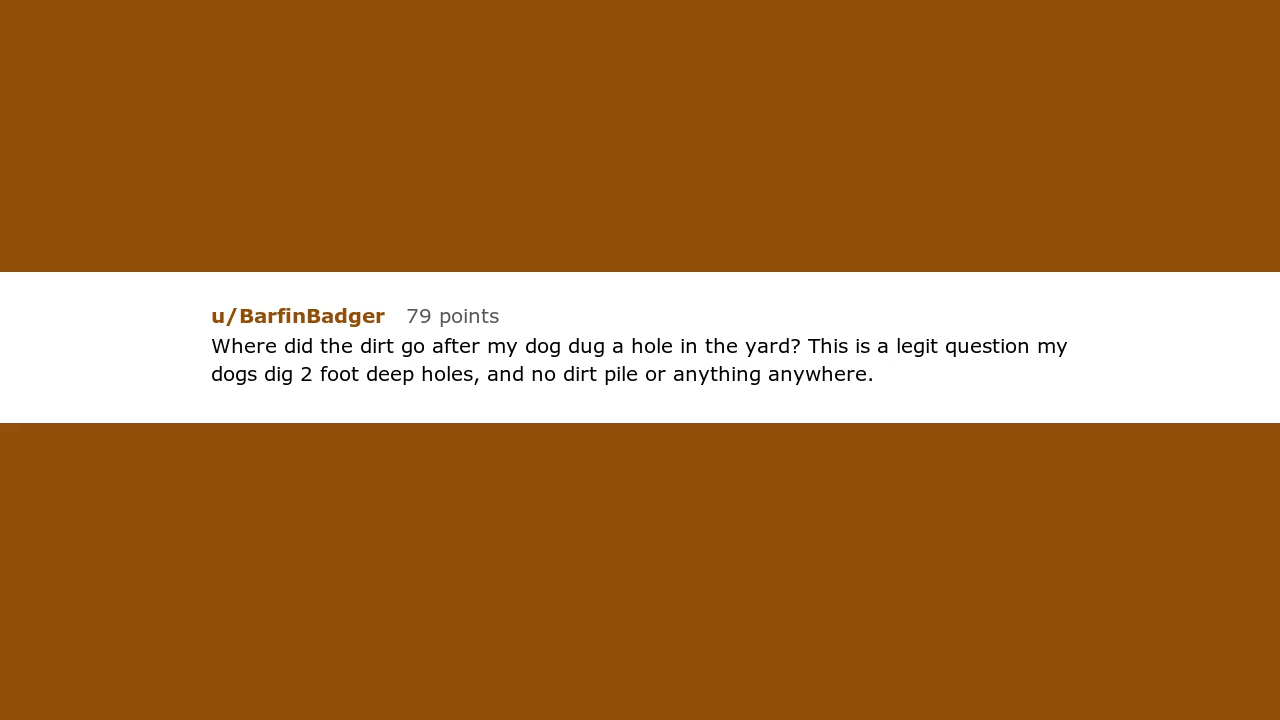 u/BarfinBadger 79 points
Where did the dirt go after my dog dug a hole in the yard? This is a legit question my
dogs dig 2 foot deep holes, and no dirt pile or anything anywhere.